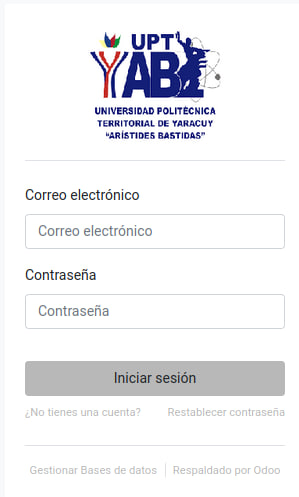 UPT
YAB
UNIVERSIDAD POLITÉCNICA
TERRITORIAL DE YARACUY
"ARÍSTIDES BASTIDAS"
Correo electrónico
Correo electrónico
Contraseña
Contraseña
Iniciar sesión
¿No tienes una cuenta? Restablecer contraseña
Gestionar Bases de datos Respaldado por Odoo